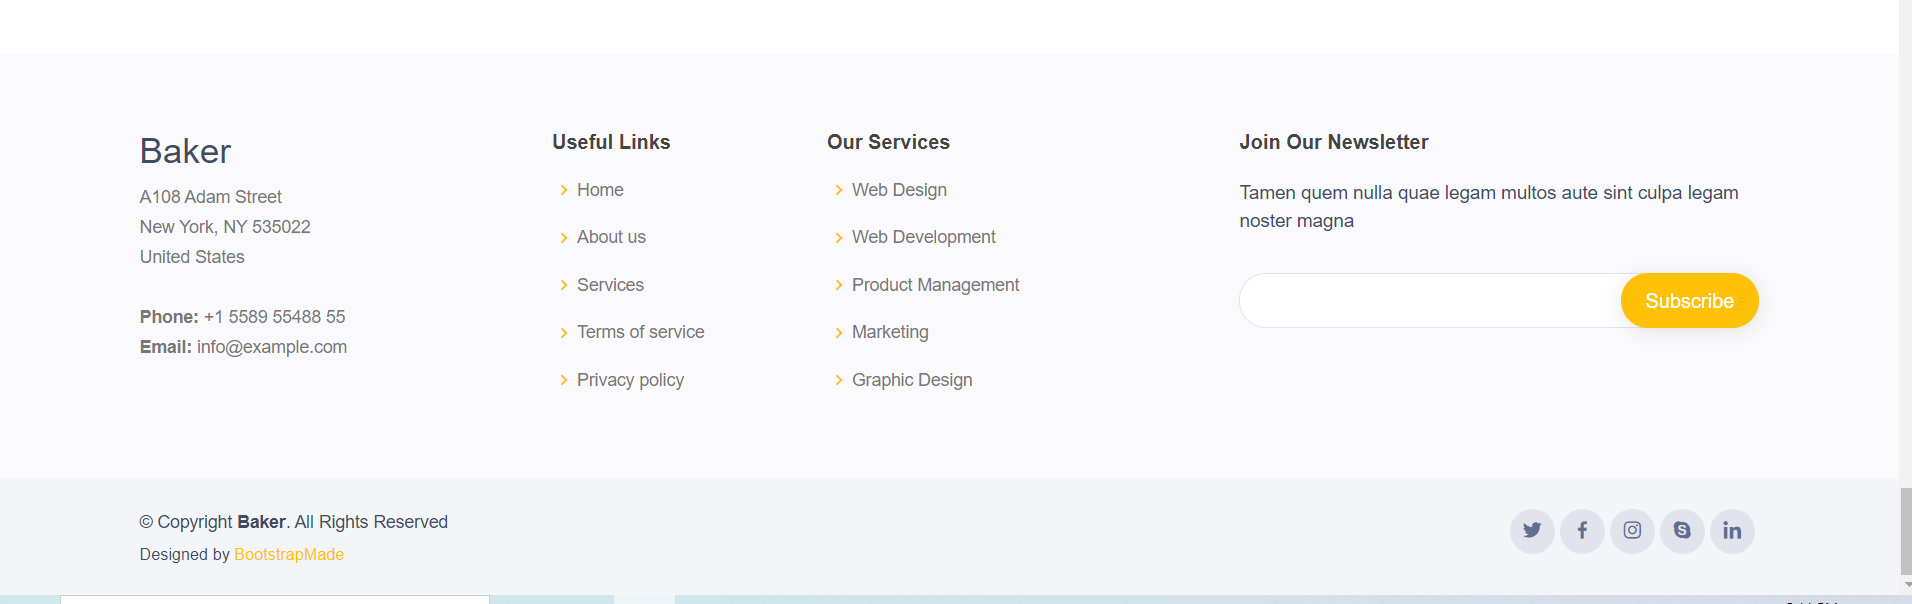 Baker
A108 Adam Street
New York, NY 535022
United States
Phone: +1 5589 55488 55
Email: info@example.com
Useful Links
Home
About us
Services
Terms of service
Privacy policy
Our Services
Web Design
Web Development
Product Management
Marketing
Graphic Design
Join Our Newsletter
Tamen quem nulla quae legam multos aute sint culpa legam
noster magna
Subscribe
© Copyright Baker. All Rights Reserved
Designed by BootstrapMade